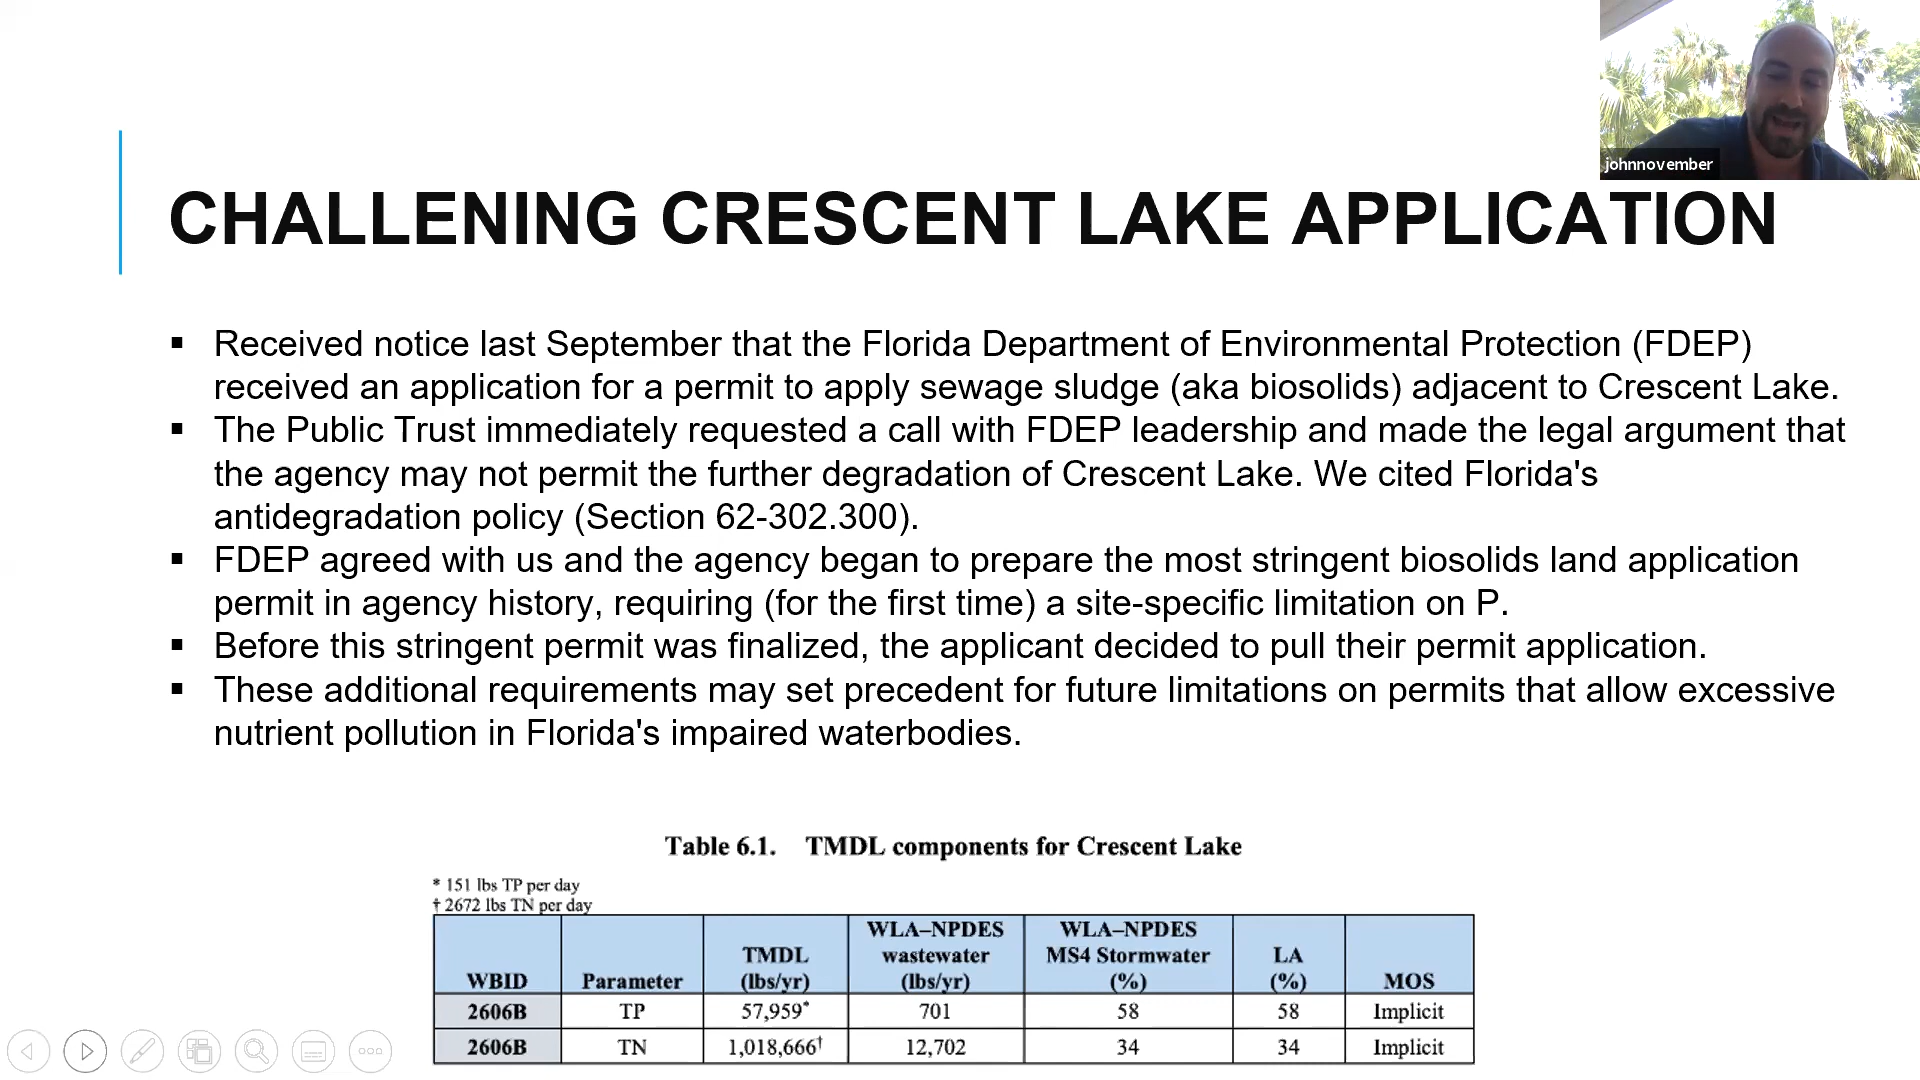 johnnovember
CHALLENING CRESCENT LAKE APPLICATION
▪ Received notice last September that the Florida Department of Environmental Protection (FDEP)
received an application for a permit to apply sewage sludge (aka biosolids) adjacent to Crescent Lake.
▪ The Public Trust immediately requested a call with FDEP leadership and made the legal argument that
the agency may not permit the further degradation of Crescent Lake. We cited Florida's
antidegradation policy (Section 62-302.300).
▪ FDEP agreed with us and the agency began to prepare the most stringent biosolids land application
permit in agency history, requiring (for the first time) a site-specific limitation on P.
▪ Before this stringent permit was finalized, the applicant decided to pull their permit application.
▪ These additional requirements may set precedent for future limitations on permits that allow excessive
nutrient pollution in Florida's impaired waterbodies.
Table 6.1. TMDL components for Crescent Lake
* 151 lbs TP per day
† 2672 lbs TN per day
WBID Parameter TMDL (lbs/yr) WLA–NPDES wastewater (lbs/yr) WLA–NPDES MS4 Stormwater (%) LA (%) MOS
2606B TP 57,959* 701 58 58 Implicit
2606B TN 1,018,666† 12,702 34 34 Implicit